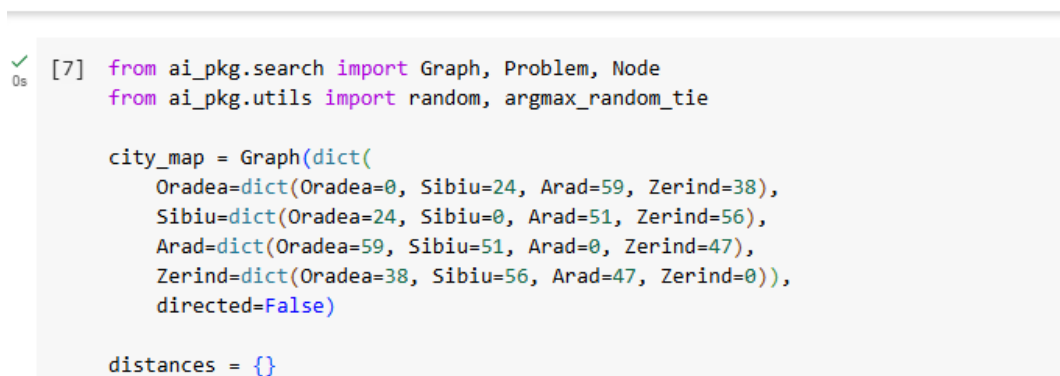 [7] from ai_pkg.search import Graph, Problem, Node
0s
from ai_pkg.utils import random, argmax_random_tie
city_map = Graph(dict(
Oradea=dict(Oradea=0, Sibiu=24, Arad=59, Zerind=38),
Sibiu=dict(Oradea=24, Sibiu=0, Arad=51, Zerind=56),
Arad=dict(Oradea=59, Sibiu=51, Arad=0, Zerind=47),
Zerind=dict(Oradea=38, Sibiu=56, Arad=47, Zerind=0)),
directed=False)
distances = {}